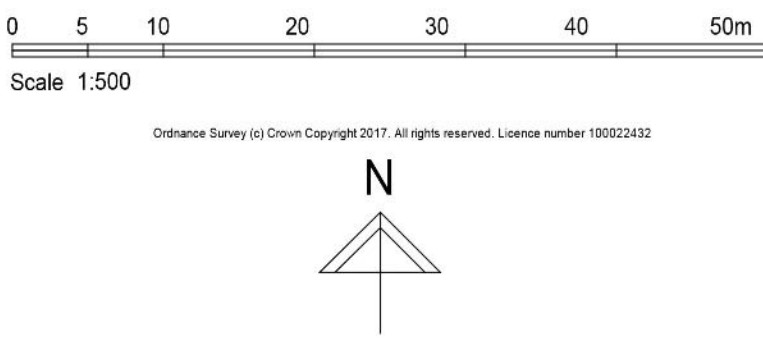 0 5 10 20 30 40 50m
Scale 1:500
Ordnance Survey (c) Crown Copyright 2017. All rights reserved. Licence number 100022432
N